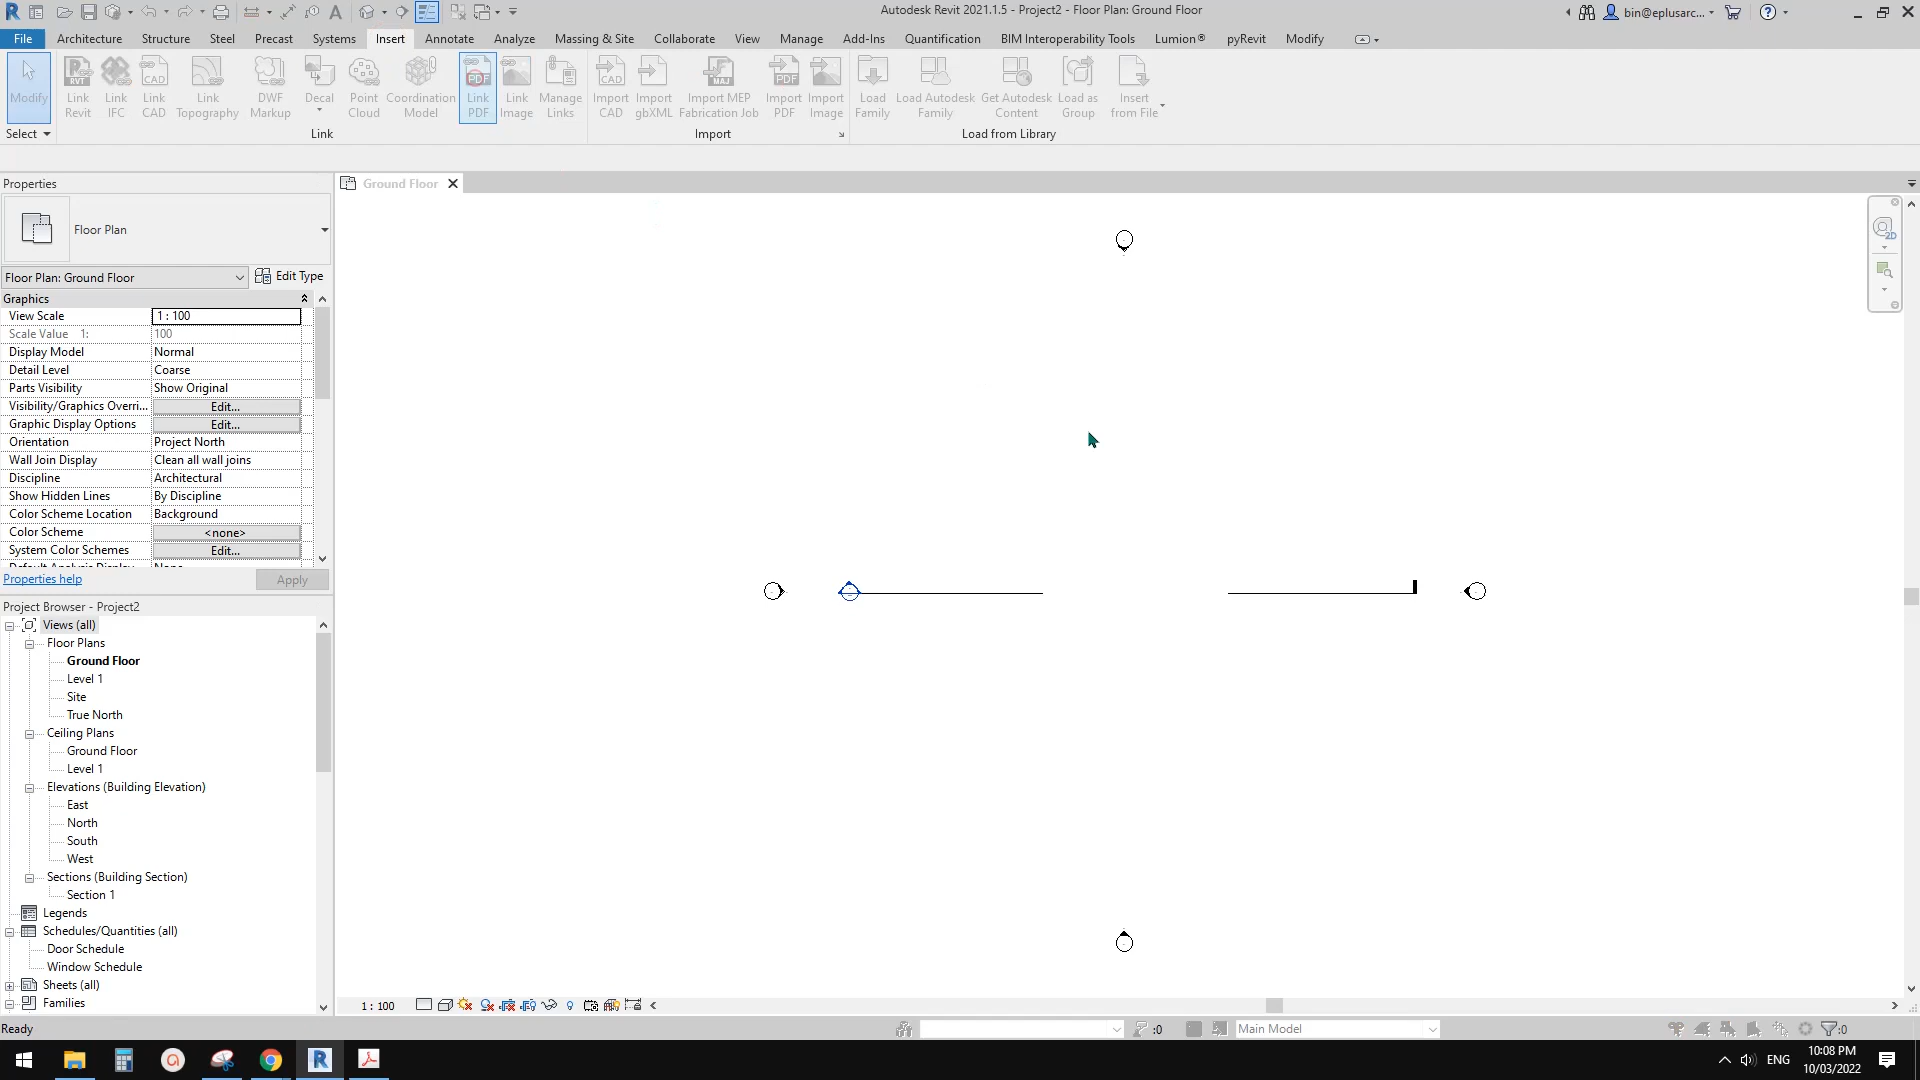 Autodesk Revit 2021.1.5 - Project2 - Floor Plan: Ground Floor
bin@eplusarc...
File Architecture Structure Steel Precast Systems Insert Annotate Analyze Massing & Site Collaborate View Manage Add-Ins Quantification BIM Interoperability Tools Lumion® pyRevit Modify
Modify
Link Revit
Link IFC
Link CAD
Link Topography
DWF Markup
Decal
Point Cloud
Coordination Model
Link PDF
Link Image
Manage Links
Import CAD
Import gbXML
Import MEP Fabrication Job
Import PDF
Import Image
Load Family
Load Autodesk Family
Get Autodesk Content
Load as Group
Insert from File
Select Link Import Load from Library
Properties
Ground Floor
Floor Plan
Floor Plan: Ground Floor Edit Type
Graphics
View Scale 1 : 100
Scale Value 1: 100
Display Model Normal
Detail Level Coarse
Parts Visibility Show Original
Visibility/Graphics Overri... Edit...
Graphic Display Options Edit...
Orientation Project North
Wall Join Display Clean all wall joins
Discipline Architectural
Show Hidden Lines By Discipline
Color Scheme Location Background
Color Scheme <none>
System Color Schemes Edit...
Properties help Apply
Project Browser - Project2
Views (all)
Floor Plans
Ground Floor
Level 1
Site
True North
Ceiling Plans
Ground Floor
Level 1
Elevations (Building Elevation)
East
North
South
West
Sections (Building Section)
Section 1
Legends
Schedules/Quantities (all)
Door Schedule
Window Schedule
Sheets (all)
Families
1 : 100
Ready
:0
Main Model
:0
ENG
10:08 PM
10/03/2022